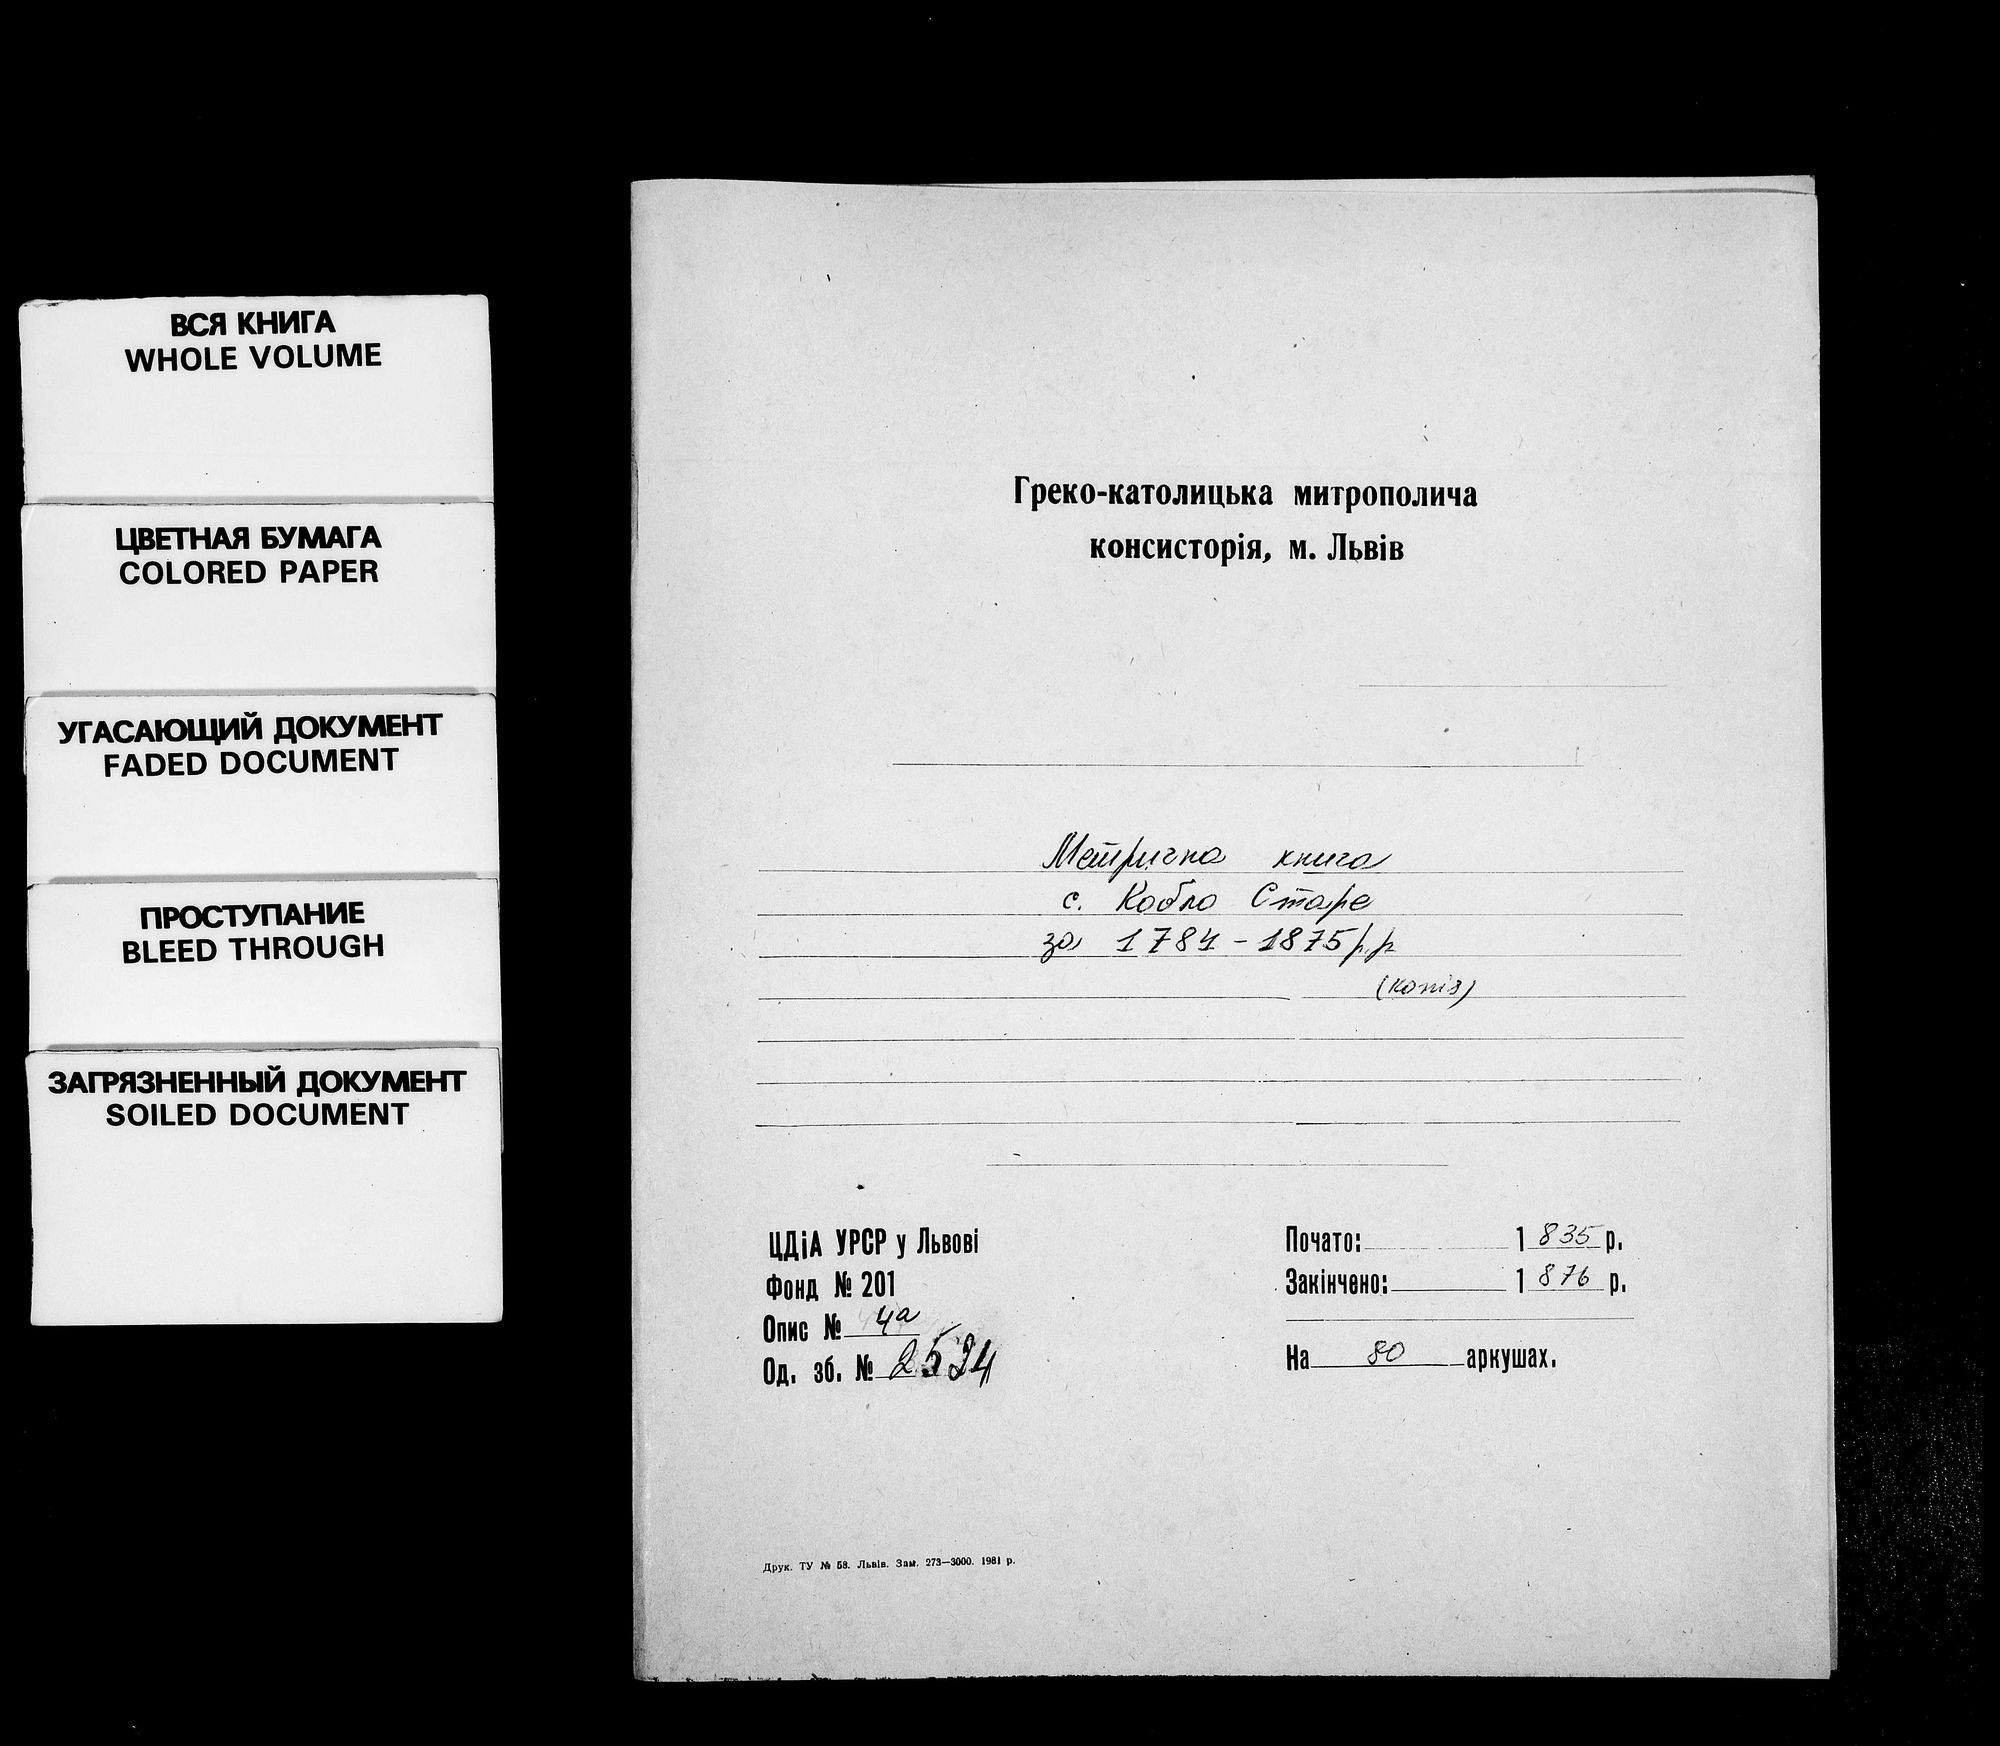 ВСЯ КНИГА
WHOLE VOLUME
ЦВЕТНАЯ БУМАГА
COLORED PAPER
УГАСАЮЩИЙ ДОКУМЕНТ
FADED DOCUMENT
ПРОСТУПАНИЕ
BLEED THROUGH
ЗАГРЯЗНЕННЫЙ ДОКУМЕНТ
SOILED DOCUMENT
Греко-католицька митрополича
консисторія, м. Львів
Метрична книга
с. Кобло Старе
за 1784-1875 р.р
(копія)
ЦДіА УРСР у Львові
Фонд № 201
Опис № 4а
Од. зб. № 2534
Почато: 1835 р.
Закінчено: 1876 р.
На 80 аркушах.
Друк. ТУ № 58. Львів. Зам. 273—3000. 1981 р.